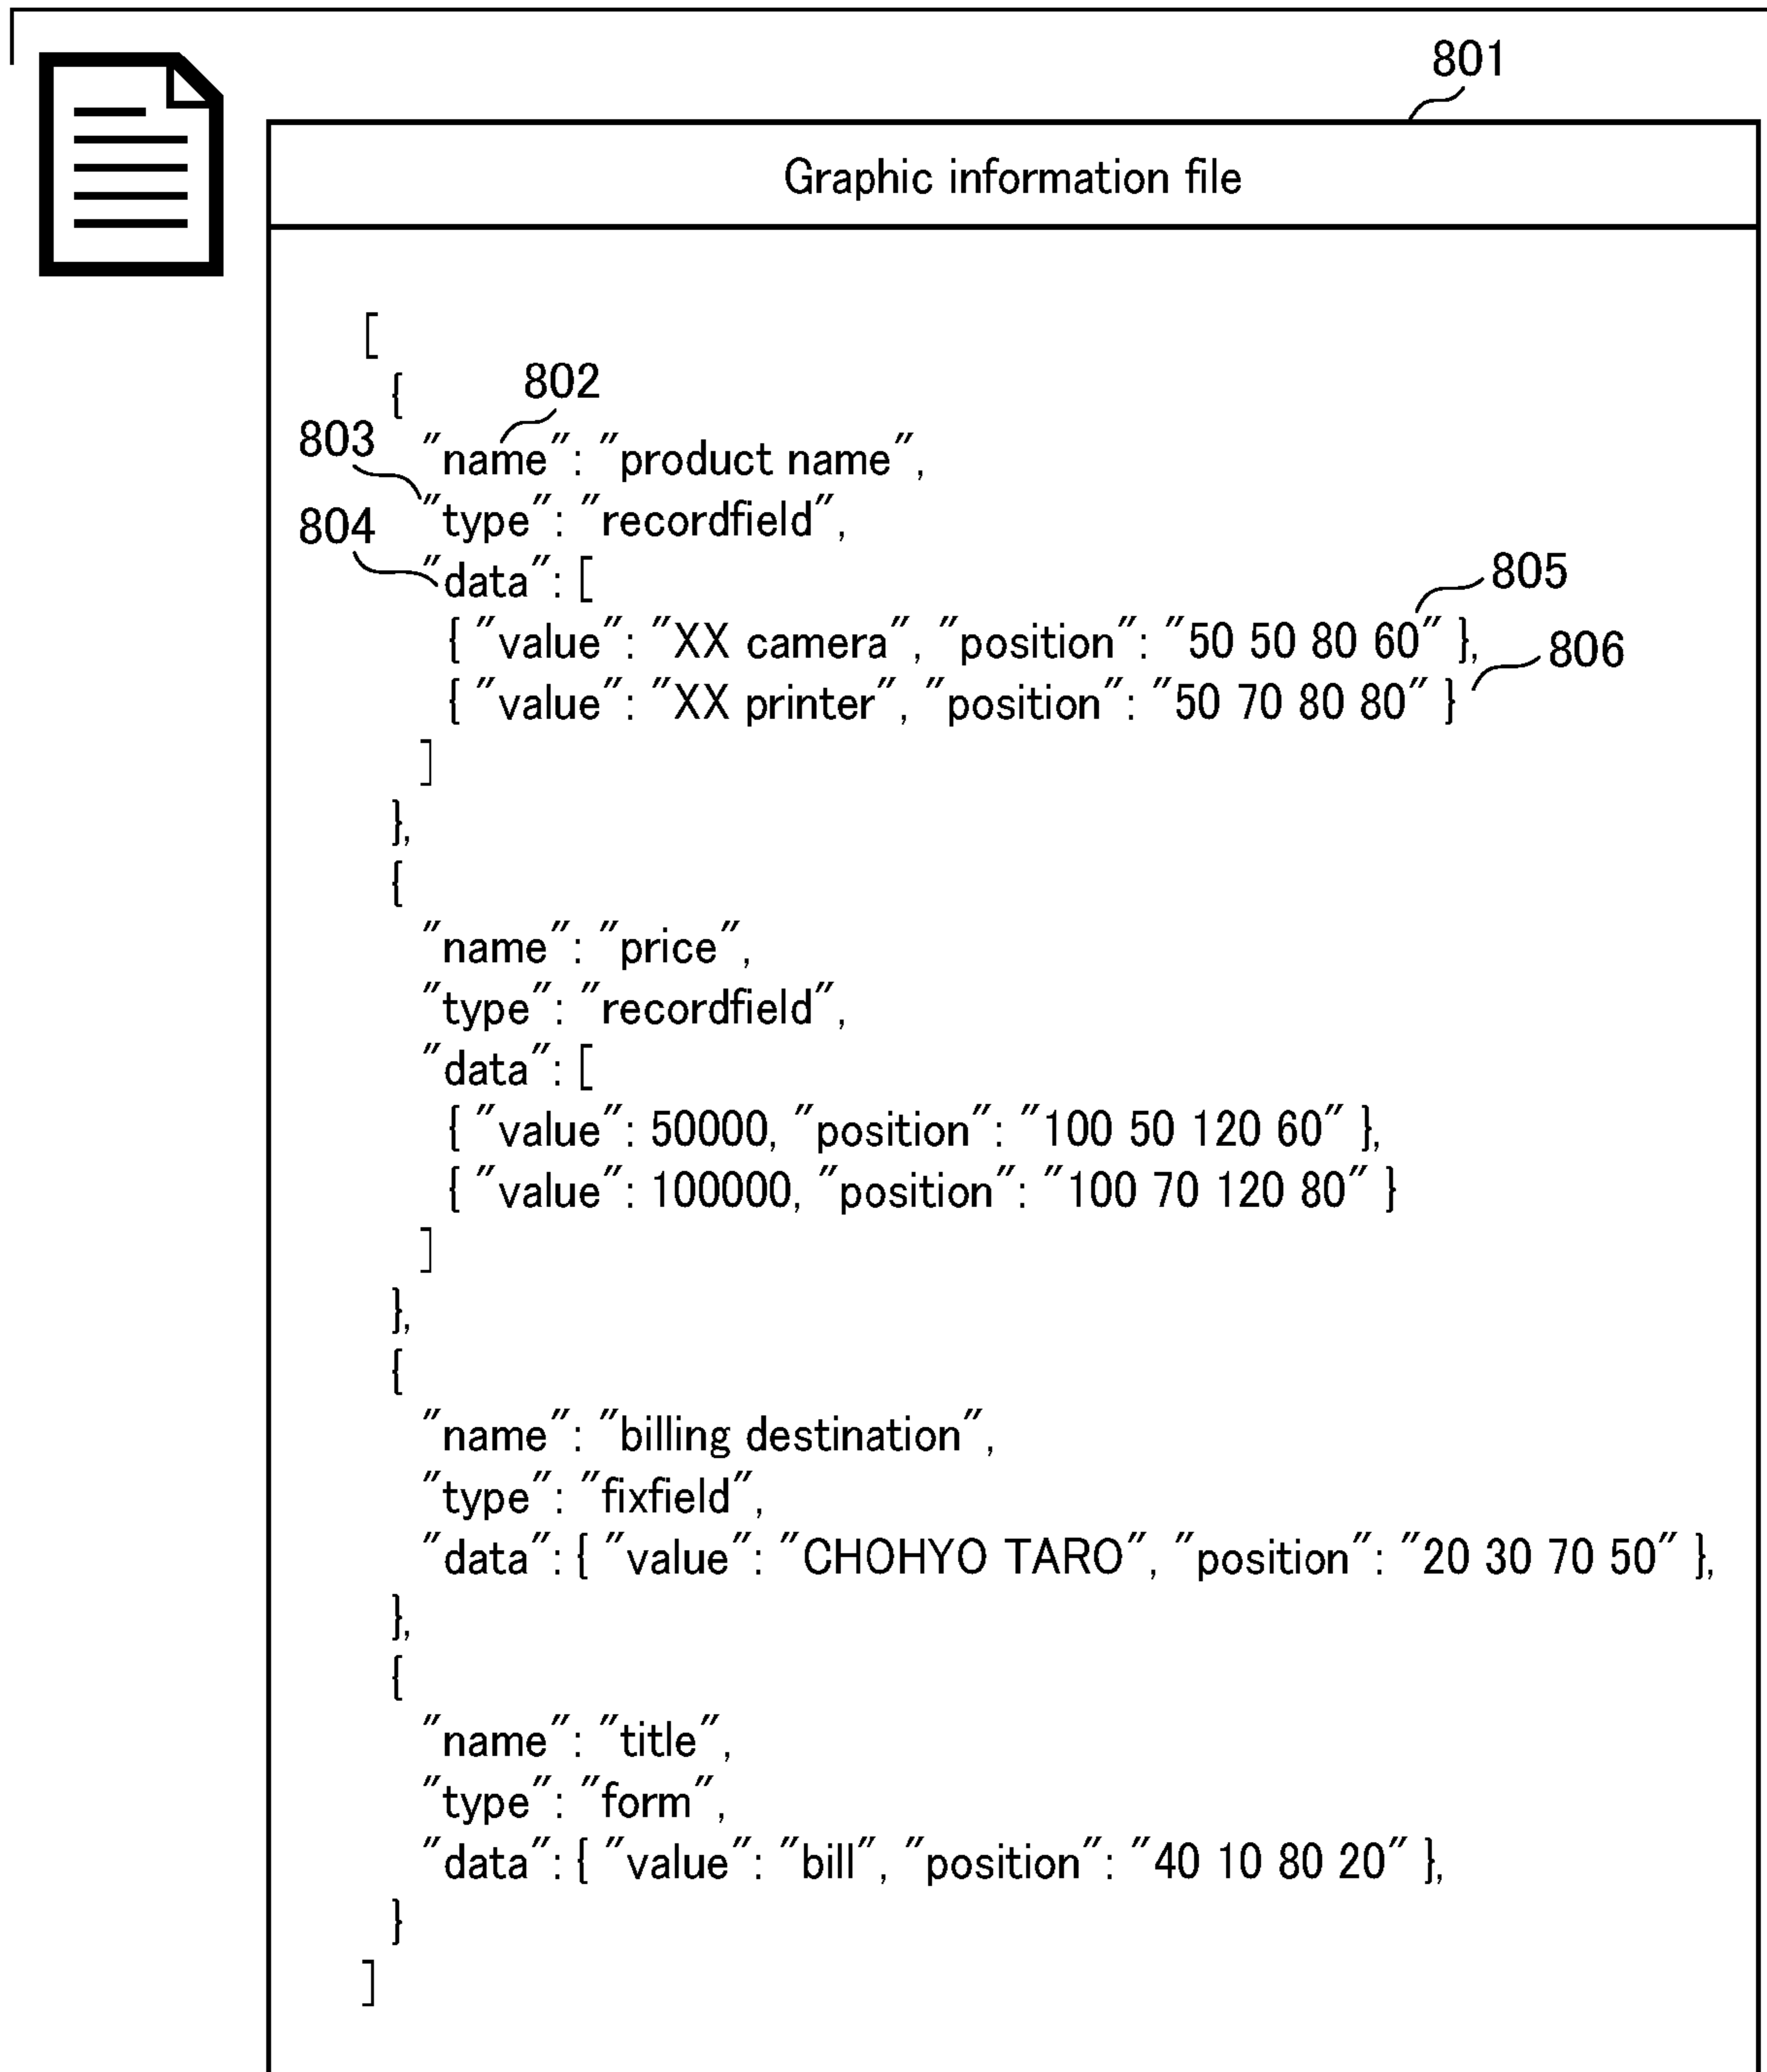 801
Graphic information file
[
{
802
803
"name": "product name",
"type": "recordfield",
804
"data": [
805
{ "value": "XX camera", "position": "50 50 80 60" },
806
{ "value": "XX printer", "position": "50 70 80 80" }
]
},
{
"name": "price",
"type": "recordfield",
"data": [
{ "value": 50000, "position": "100 50 120 60" },
{ "value": 100000, "position": "100 70 120 80" }
]
},
{
"name": "billing destination",
"type": "fixfield",
"data": { "value": "CHOHYO TARO", "position": "20 30 70 50" },
},
{
"name": "title",
"type": "form",
"data": { "value": "bill", "position": "40 10 80 20" },
}
]